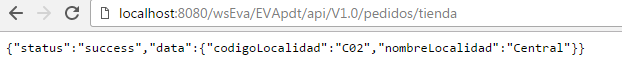 localhost:8080/wsEva/EVApdt/api/V1.0/pedidos/tienda
{"status":"success","data":{"codigoLocalidad":"C02","nombreLocalidad":"Central"}}